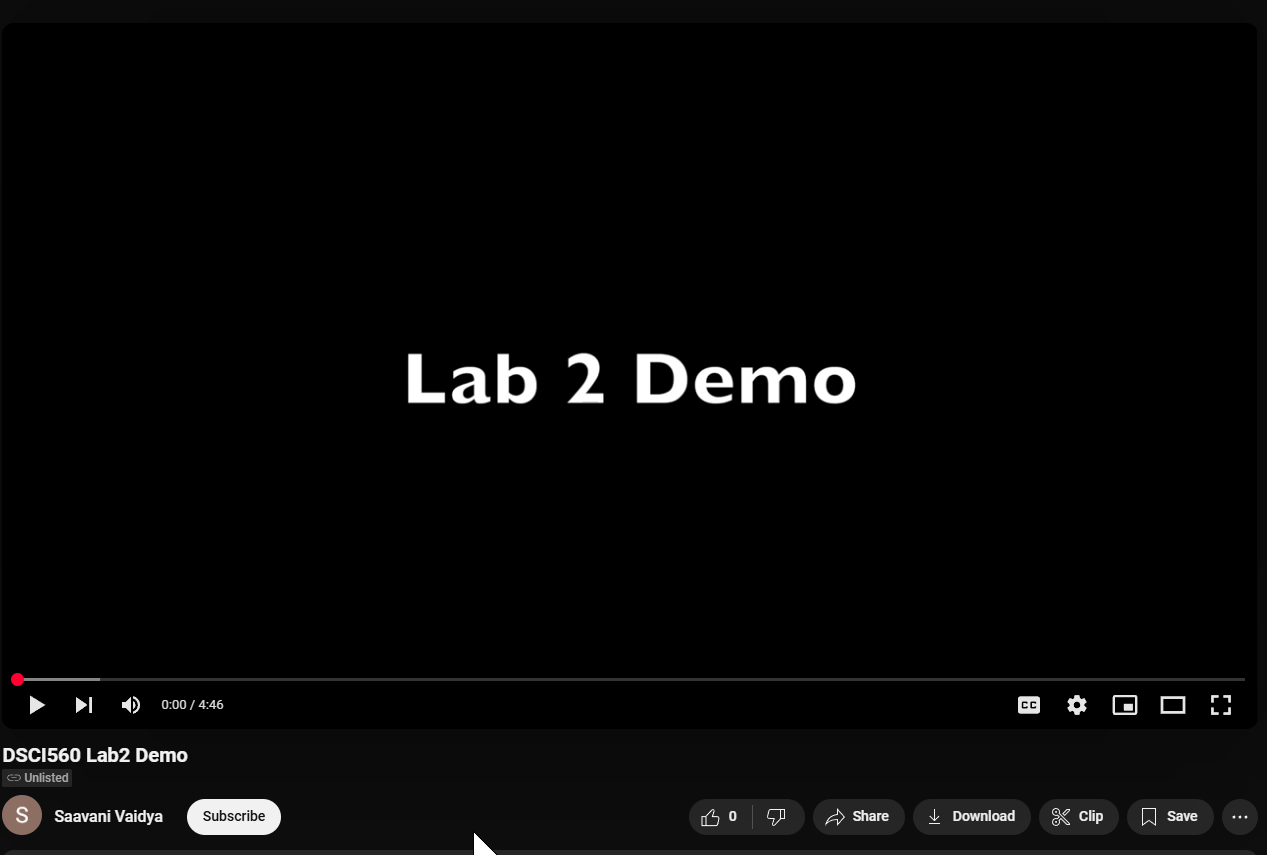 Lab 2 Demo
0:00 / 4:46
CC
DSCI560 Lab2 Demo
Unlisted
S
Saavani Vaidya
Subscribe
0
Share
Download
Clip
Save